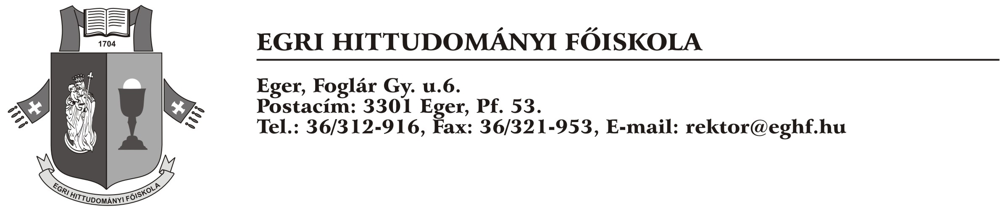 1704
EGRI HITTUDOMÁNYI FŐISKOLA
EGRI HITTUDOMÁNYI FŐISKOLA
Eger, Foglár Gy. u.6.
Postacím: 3301 Eger, Pf. 53.
Tel.: 36/312-916, Fax: 36/321-953, E-mail: rektor@eghf.hu